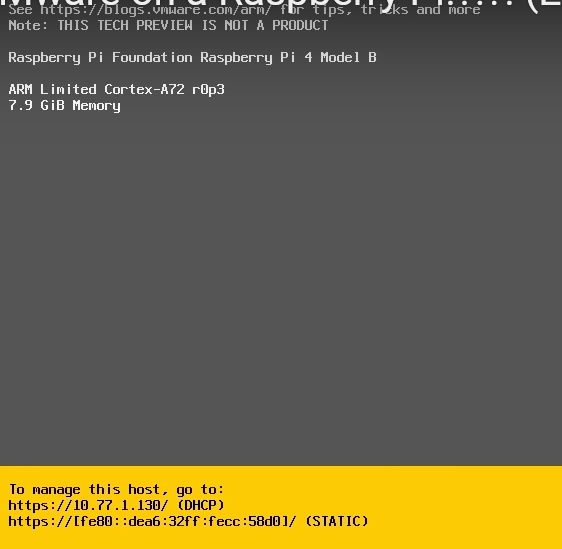 Mware on a Raspberry Pi
See https://blogs.vmware.com/arm/ for tips, tricks and more
Note: THIS TECH PREVIEW IS NOT A PRODUCT
Raspberry Pi Foundation Raspberry Pi 4 Model B
ARM Limited Cortex-A72 r0p3
7.9 GiB Memory
To manage this host, go to:
https://10.77.1.130/ (DHCP)
https://[fe80::dea6:32ff:fecc:58d0]/ (STATIC)